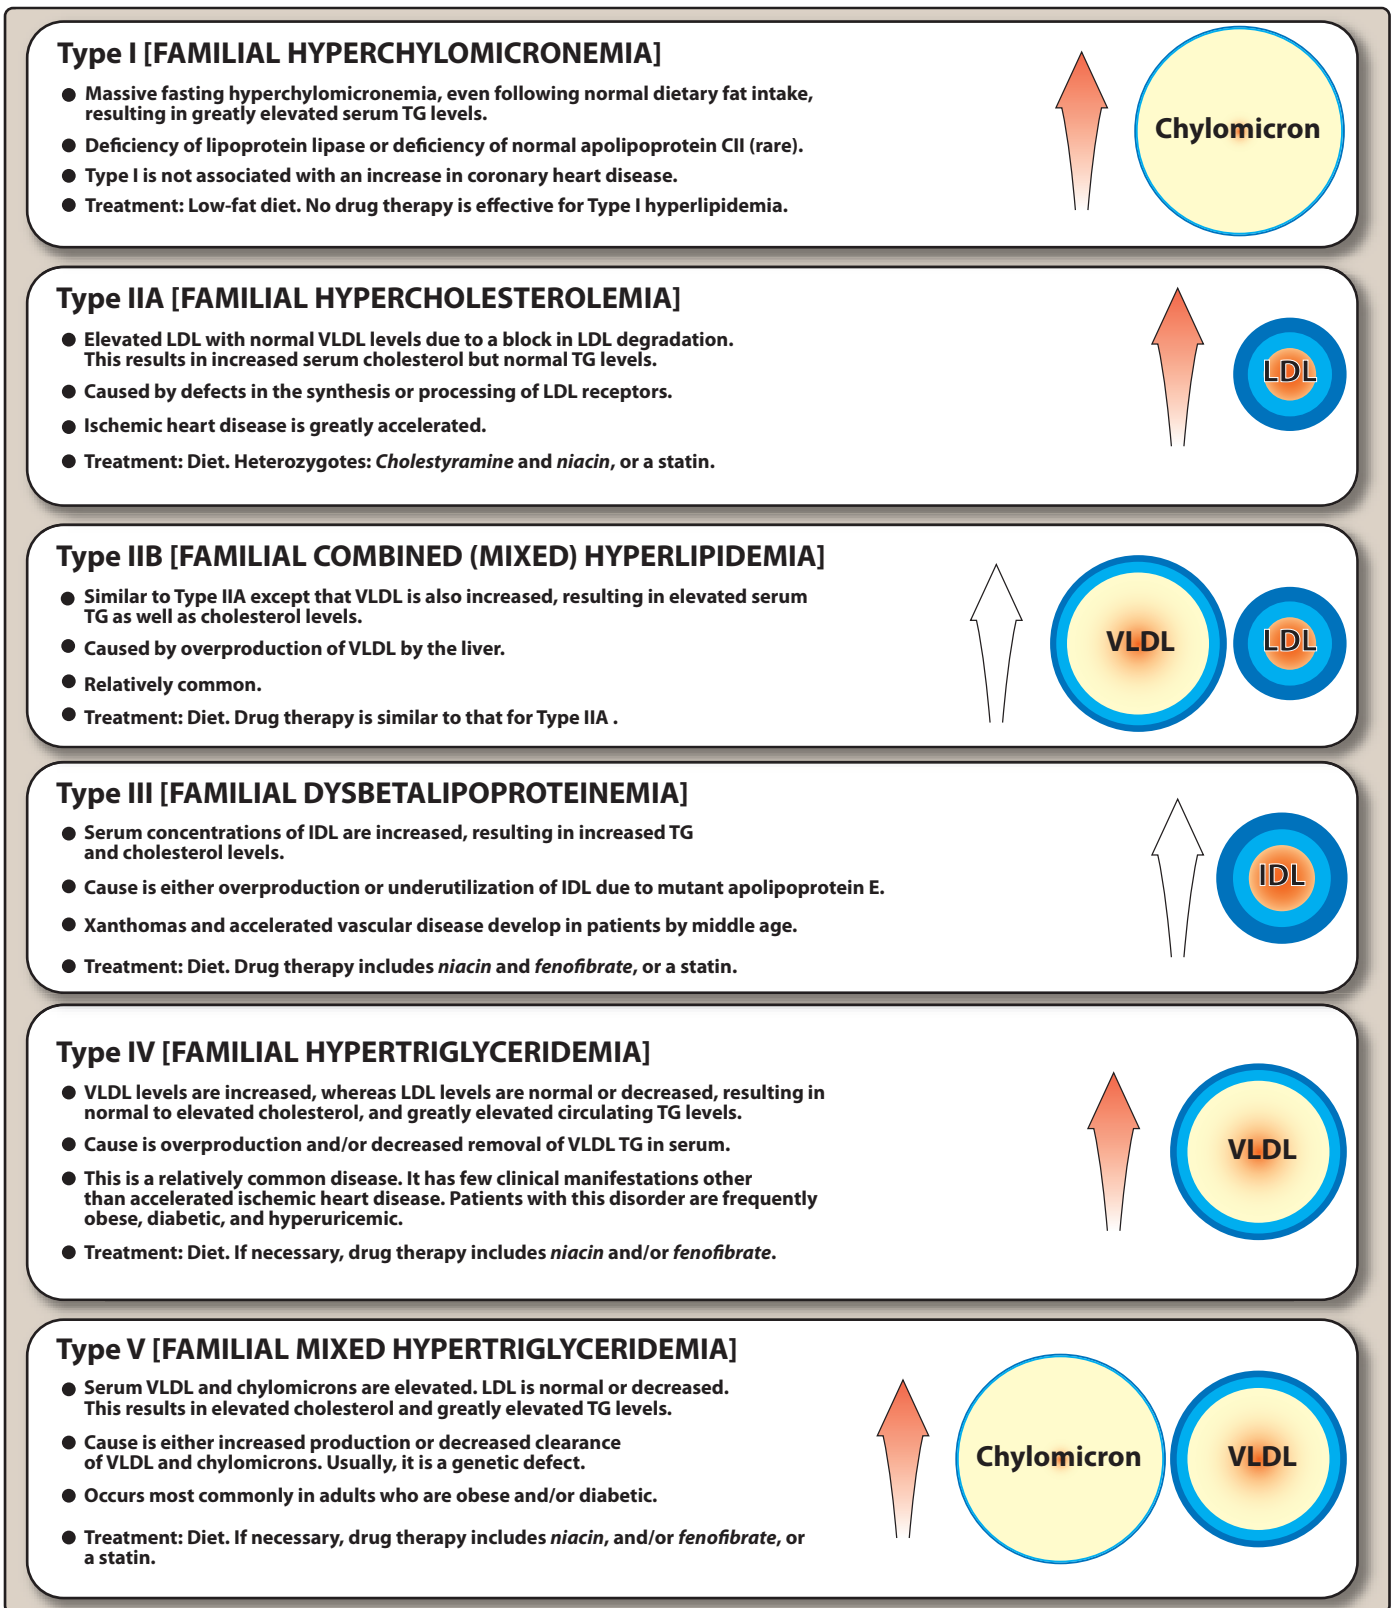 Type I [FAMILIAL HYPERCHYLOMICRONEMIA]
● Massive fasting hyperchylomicronemia, even following normal dietary fat intake,
resulting in greatly elevated serum TG levels.
● Deficiency of lipoprotein lipase or deficiency of normal apolipoprotein CII (rare).
● Type I is not associated with an increase in coronary heart disease.
● Treatment: Low-fat diet. No drug therapy is effective for Type I hyperlipidemia.
Chylomicron
Type IIA [FAMILIAL HYPERCHOLESTEROLEMIA]
● Elevated LDL with normal VLDL levels due to a block in LDL degradation.
This results in increased serum cholesterol but normal TG levels.
● Caused by defects in the synthesis or processing of LDL receptors.
● Ischemic heart disease is greatly accelerated.
● Treatment: Diet. Heterozygotes: Cholestyramine and niacin, or a statin.
LDL
Type IIB [FAMILIAL COMBINED (MIXED) HYPERLIPIDEMIA]
● Similar to Type IIA except that VLDL is also increased, resulting in elevated serum
TG as well as cholesterol levels.
● Caused by overproduction of VLDL by the liver.
● Relatively common.
● Treatment: Diet. Drug therapy is similar to that for Type IIA .
VLDL
LDL
Type III [FAMILIAL DYSBETALIPOPROTEINEMIA]
● Serum concentrations of IDL are increased, resulting in increased TG
and cholesterol levels.
● Cause is either overproduction or underutilization of IDL due to mutant apolipoprotein E.
● Xanthomas and accelerated vascular disease develop in patients by middle age.
● Treatment: Diet. Drug therapy includes niacin and fenofibrate, or a statin.
IDL
Type IV [FAMILIAL HYPERTRIGLYCERIDEMIA]
● VLDL levels are increased, whereas LDL levels are normal or decreased, resulting in
normal to elevated cholesterol, and greatly elevated circulating TG levels.
● Cause is overproduction and/or decreased removal of VLDL TG in serum.
● This is a relatively common disease. It has few clinical manifestations other
than accelerated ischemic heart disease. Patients with this disorder are frequently
obese, diabetic, and hyperuricemic.
● Treatment: Diet. If necessary, drug therapy includes niacin and/or fenofibrate.
VLDL
Type V [FAMILIAL MIXED HYPERTRIGLYCERIDEMIA]
● Serum VLDL and chylomicrons are elevated. LDL is normal or decreased.
This results in elevated cholesterol and greatly elevated TG levels.
● Cause is either increased production or decreased clearance
of VLDL and chylomicrons. Usually, it is a genetic defect.
● Occurs most commonly in adults who are obese and/or diabetic.
● Treatment: Diet. If necessary, drug therapy includes niacin, and/or fenofibrate, or
a statin.
Chylomicron
VLDL